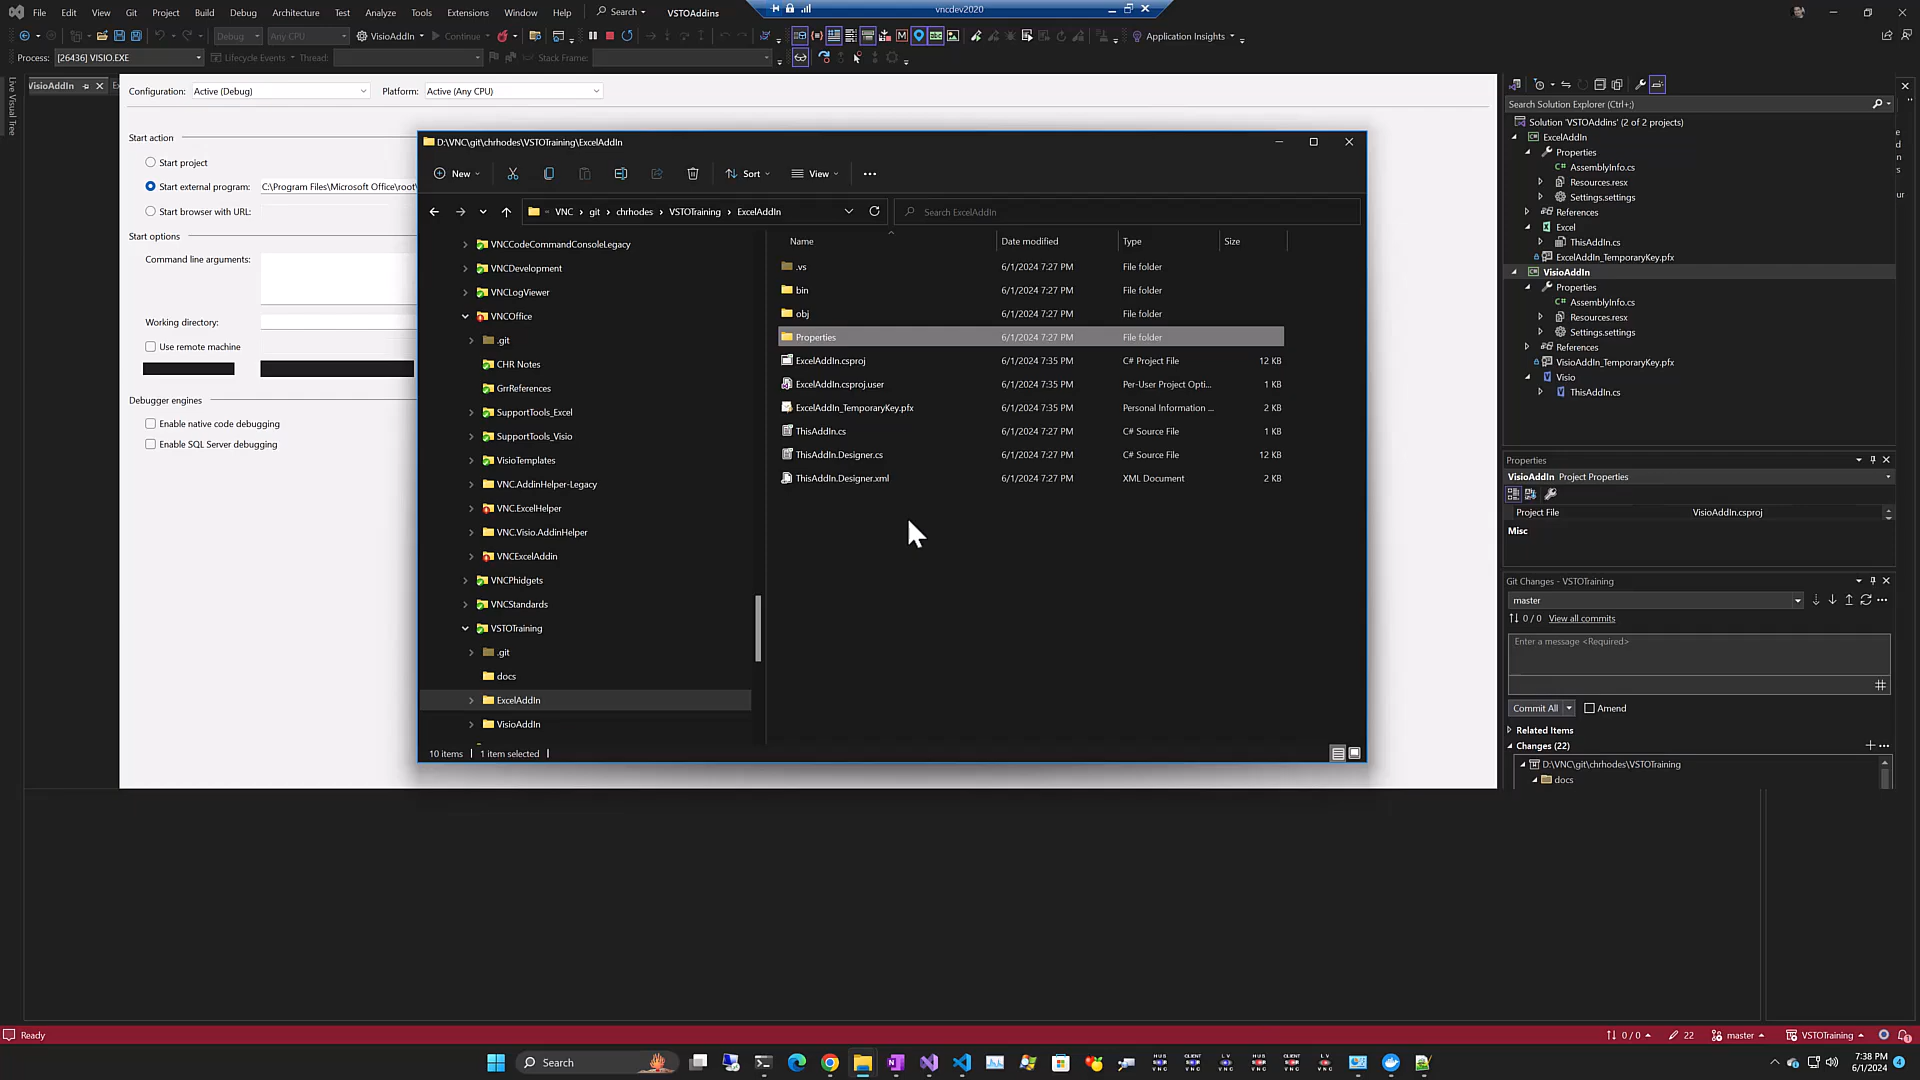 File Edit View Git Project Build Debug Architecture Test Analyze Tools Extensions Window Help Search VSTOAddins
vncdev2020
Debug Any CPU VisioAddIn Continue Application Insights
Process: [26436] VISIO.EXE Lifecycle Events Thread: Stack Frame:
Live Visual Tree
VisioAddIn
Configuration: Active (Debug) Platform: Active (Any CPU)
Start action
Start project
Start external program: C:\Program Files\Microsoft Office\root\
Start browser with URL:
Start options
Command line arguments:
Working directory:
Use remote machine
Debugger engines
Enable native code debugging
Enable SQL Server debugging
D:\VNC\git\chrhodes\VSTOTraining\ExcelAddIn
New Sort View
VNC › git › chrhodes › VSTOTraining › ExcelAddIn
Search ExcelAddIn
VNCCodeCommandConsoleLegacy
VNCDevelopment
VNCLogViewer
VNCOffice
.git
CHR Notes
GrrReferences
SupportTools_Excel
SupportTools_Visio
VisioTemplates
VNC.AddinHelper-Legacy
VNC.ExcelHelper
VNC.Visio.AddinHelper
VNCExcelAddin
VNCPhidgets
VNCStandards
VSTOTraining
.git
docs
ExcelAddIn
VisioAddIn
Name Date modified Type Size
.vs 6/1/2024 7:27 PM File folder
bin 6/1/2024 7:27 PM File folder
obj 6/1/2024 7:27 PM File folder
Properties 6/1/2024 7:27 PM File folder
ExcelAddIn.csproj 6/1/2024 7:35 PM C# Project File 12 KB
ExcelAddIn.csproj.user 6/1/2024 7:35 PM Per-User Project Opti... 1 KB
ExcelAddIn_TemporaryKey.pfx 6/1/2024 7:35 PM Personal Information ... 2 KB
ThisAddIn.cs 6/1/2024 7:27 PM C# Source File 1 KB
ThisAddIn.Designer.cs 6/1/2024 7:27 PM C# Source File 12 KB
ThisAddIn.Designer.xml 6/1/2024 7:27 PM XML Document 2 KB
10 items 1 item selected
Search Solution Explorer (Ctrl+;)
Solution 'VSTOAddins' (2 of 2 projects)
ExcelAddIn
Properties
AssemblyInfo.cs
Resources.resx
Settings.settings
References
Excel
ThisAddIn.cs
ExcelAddIn_TemporaryKey.pfx
VisioAddIn
Properties
AssemblyInfo.cs
Resources.resx
Settings.settings
References
VisioAddIn_TemporaryKey.pfx
Visio
ThisAddIn.cs
Properties
VisioAddIn Project Properties
Project File VisioAddIn.csproj
Misc
Git Changes - VSTOTraining
master
0 / 0 View all commits
Enter a message <Required>
Commit All Amend
Related Items
Changes (22)
D:\VNC\git\chrhodes\VSTOTraining
docs
Ready 0 / 0 22 master VSTOTraining
Search
7:38 PM
6/1/2024